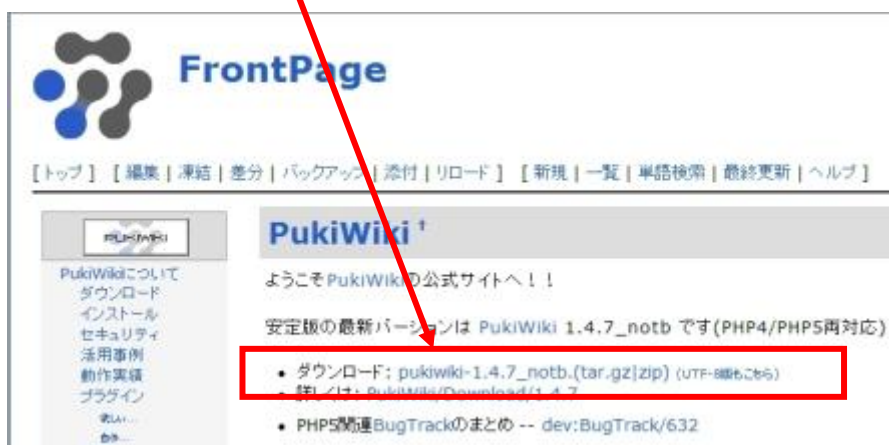 FrontPage
[ トップ ] [ 編集 | 凍結 | 差分 | バックアップ | 添付 | リロード ] [ 新規 | 一覧 | 単語検索 | 最終更新 | ヘルプ ]
PUKIWIKI
PukiWikiについて
ダウンロード
インストール
セキュリティ
活用事例
動作実績
プラグイン
欲しい...
自作...
PukiWiki †
ようこそPukiWikiの公式サイトへ！！
安定版の最新バージョンは PukiWiki 1.4.7_notb です(PHP4/PHP5両対応)
• ダウンロード: pukiwiki-1.4.7_notb.(tar.gz|zip) (UTF-8版もこちら)
• 詳しくは: PukiWiki/Download/1.4.7
• PHP5関連BugTrackのまとめ -- dev:BugTrack/632